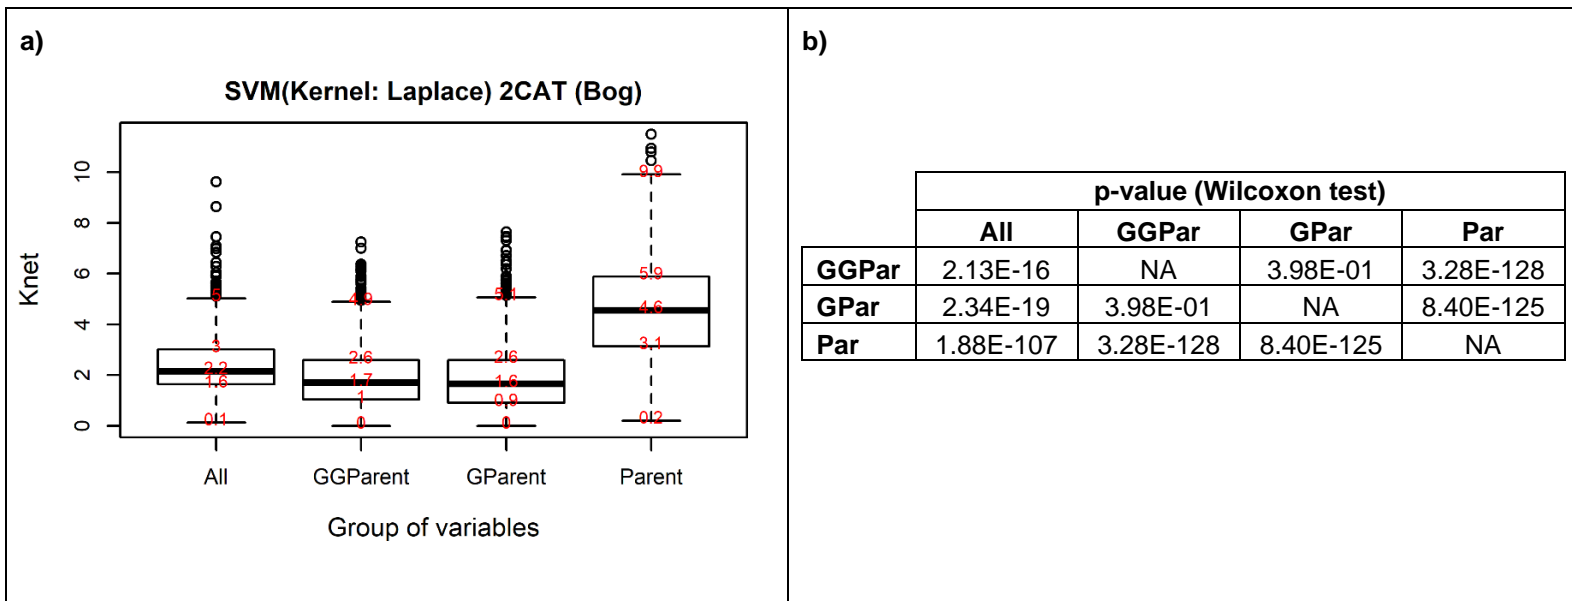 a)
SVM(Kernel: Laplace) 2CAT (Bog)
Knet
10
8
6
4
2
0
5
3
2.2
1.6
0.1
4.9
2.6
1.7
1
0
5.1
2.6
1.6
0.9
0
9.9
5.9
4.6
3.1
0.2
All GGParent GParent Parent
Group of variables
b)
p-value (Wilcoxon test)
All GGPar GPar Par
GGPar 2.13E-16 NA 3.98E-01 3.28E-128
GPar 2.34E-19 3.98E-01 NA 8.40E-125
Par 1.88E-107 3.28E-128 8.40E-125 NA